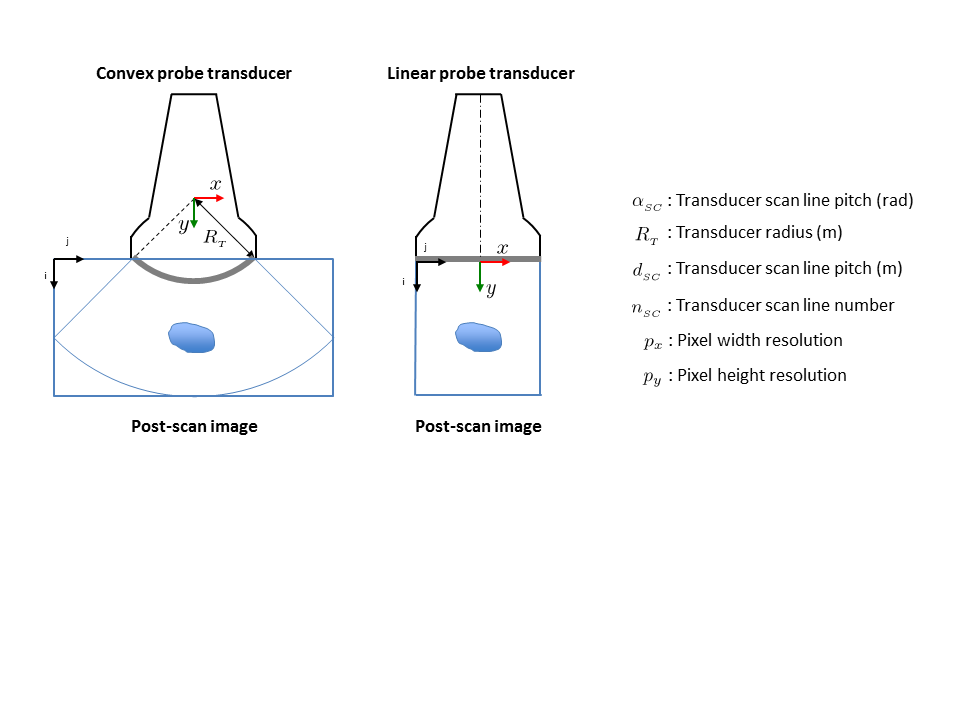 Convex probe transducer
Linear probe transducer
x
y
R_T
j
i
j
x
i
y
α_SC : Transducer scan line pitch (rad)
R_T : Transducer radius (m)
d_SC : Transducer scan line pitch (m)
n_SC : Transducer scan line number
p_x : Pixel width resolution
p_y : Pixel height resolution
Post-scan image
Post-scan image